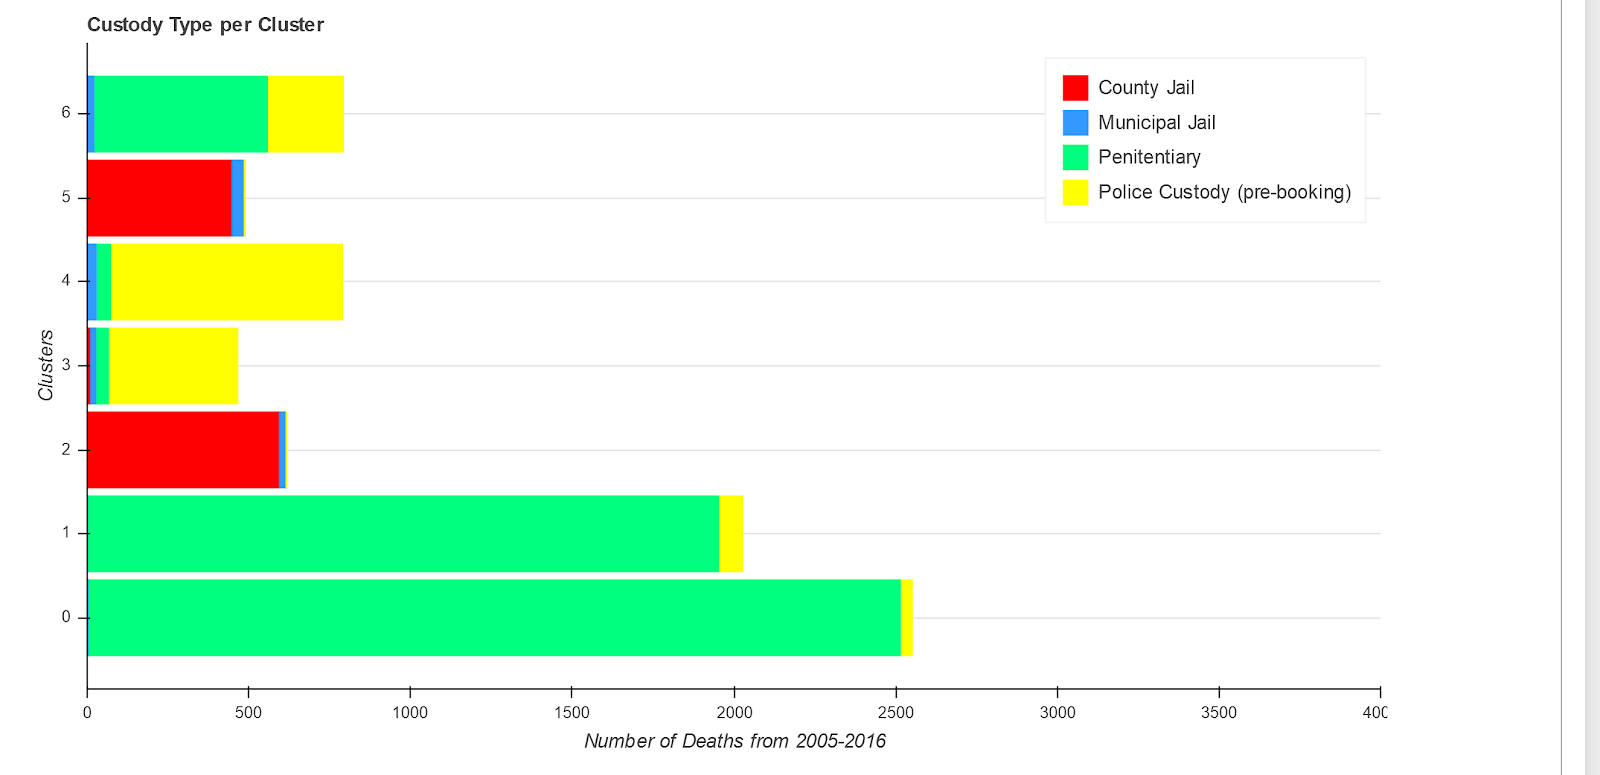 Custody Type per Cluster
County Jail
Municipal Jail
Penitentiary
Police Custody (pre-booking)
6
5
4
3
2
1
0
Clusters
0 500 1000 1500 2000 2500 3000 3500 400
Number of Deaths from 2005-2016